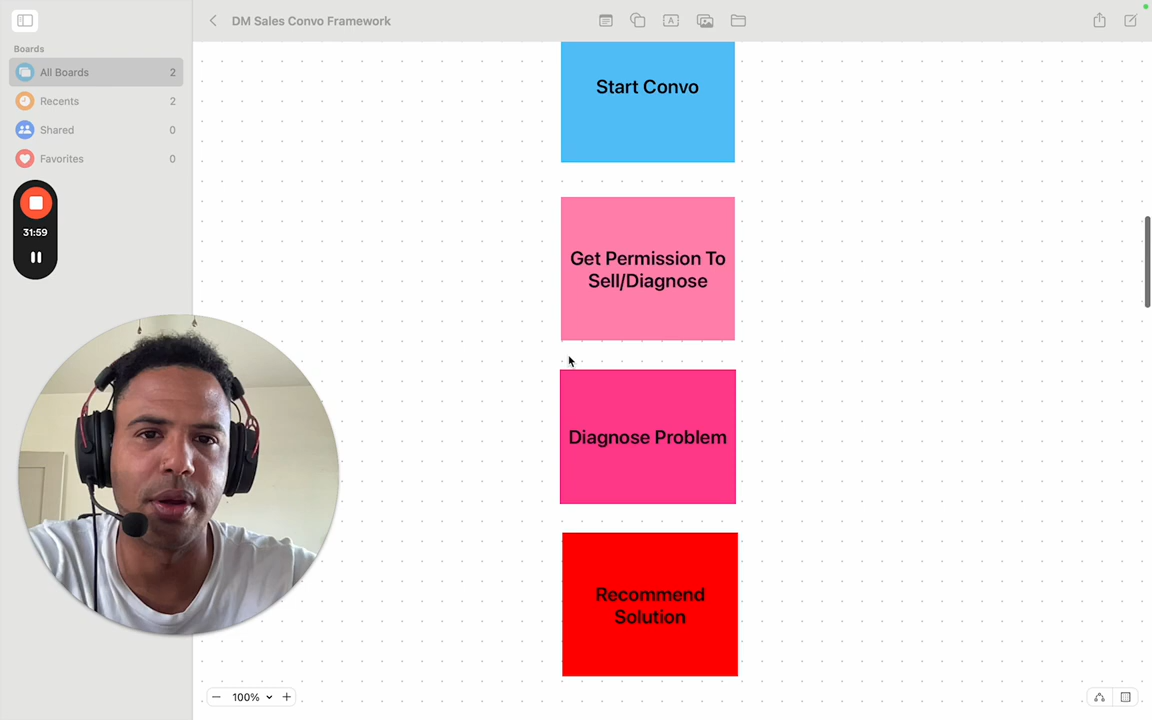 DM Sales Convo Framework
Boards
All Boards 2
Recents 2
Shared 0
Favorites 0
31:59
Start Convo
Get Permission To
Sell/Diagnose
Diagnose Problem
Recommend
Solution
100%